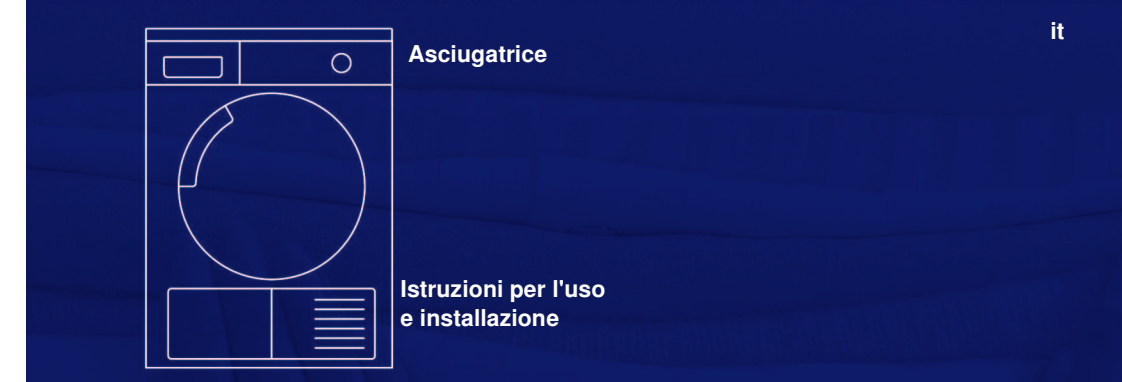 it
Asciugatrice
Istruzioni per l'uso
e installazione